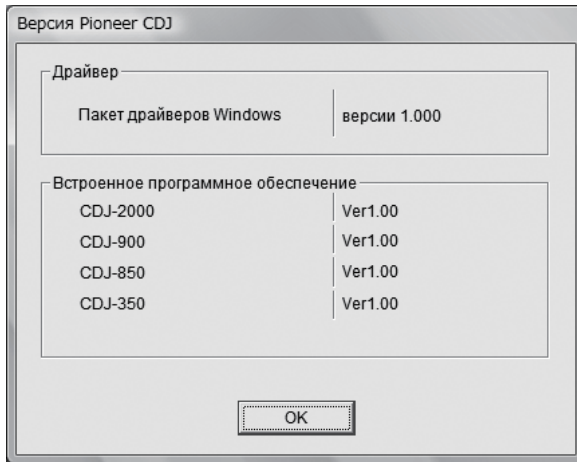 Версия Pioneer CDJ
Драйвер
Пакет драйверов Windows версии 1.000
Встроенное программное обеспечение
CDJ-2000 Ver1.00
CDJ-900 Ver1.00
CDJ-850 Ver1.00
CDJ-350 Ver1.00
OK